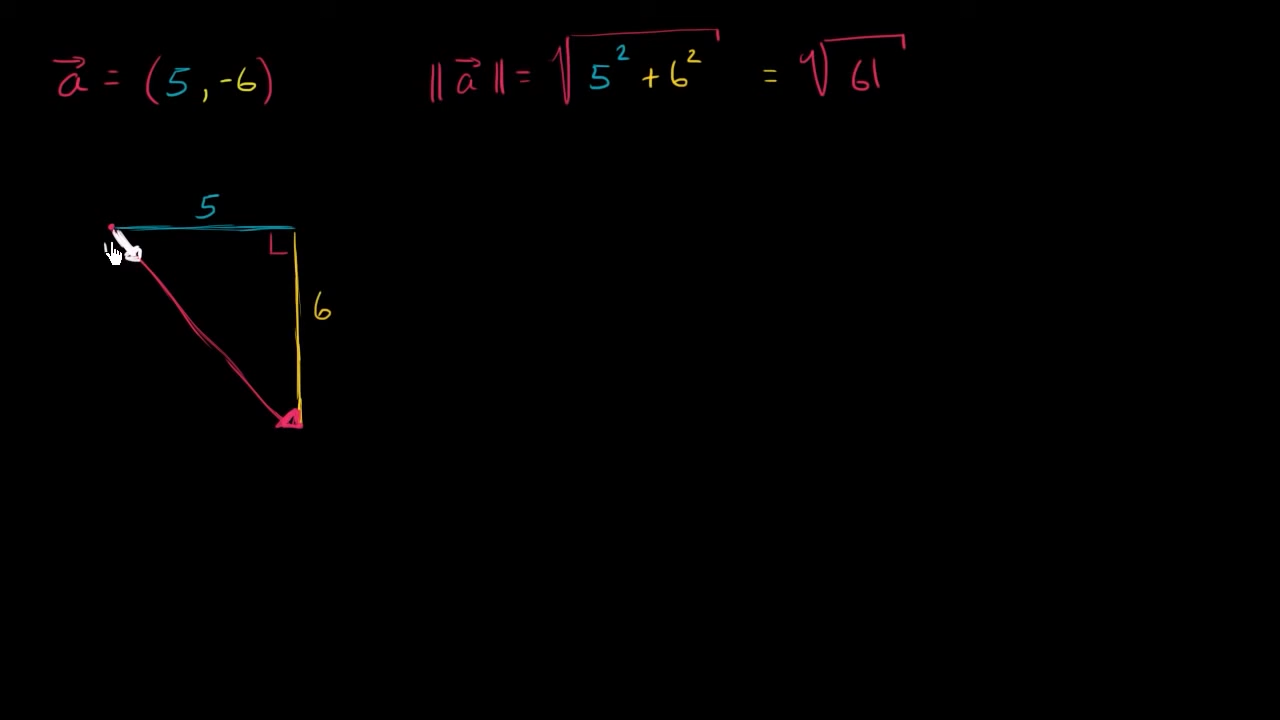 a⃗ = (5, -6)    ‖a⃗‖ = √(5² + 6²) = √61
5
6